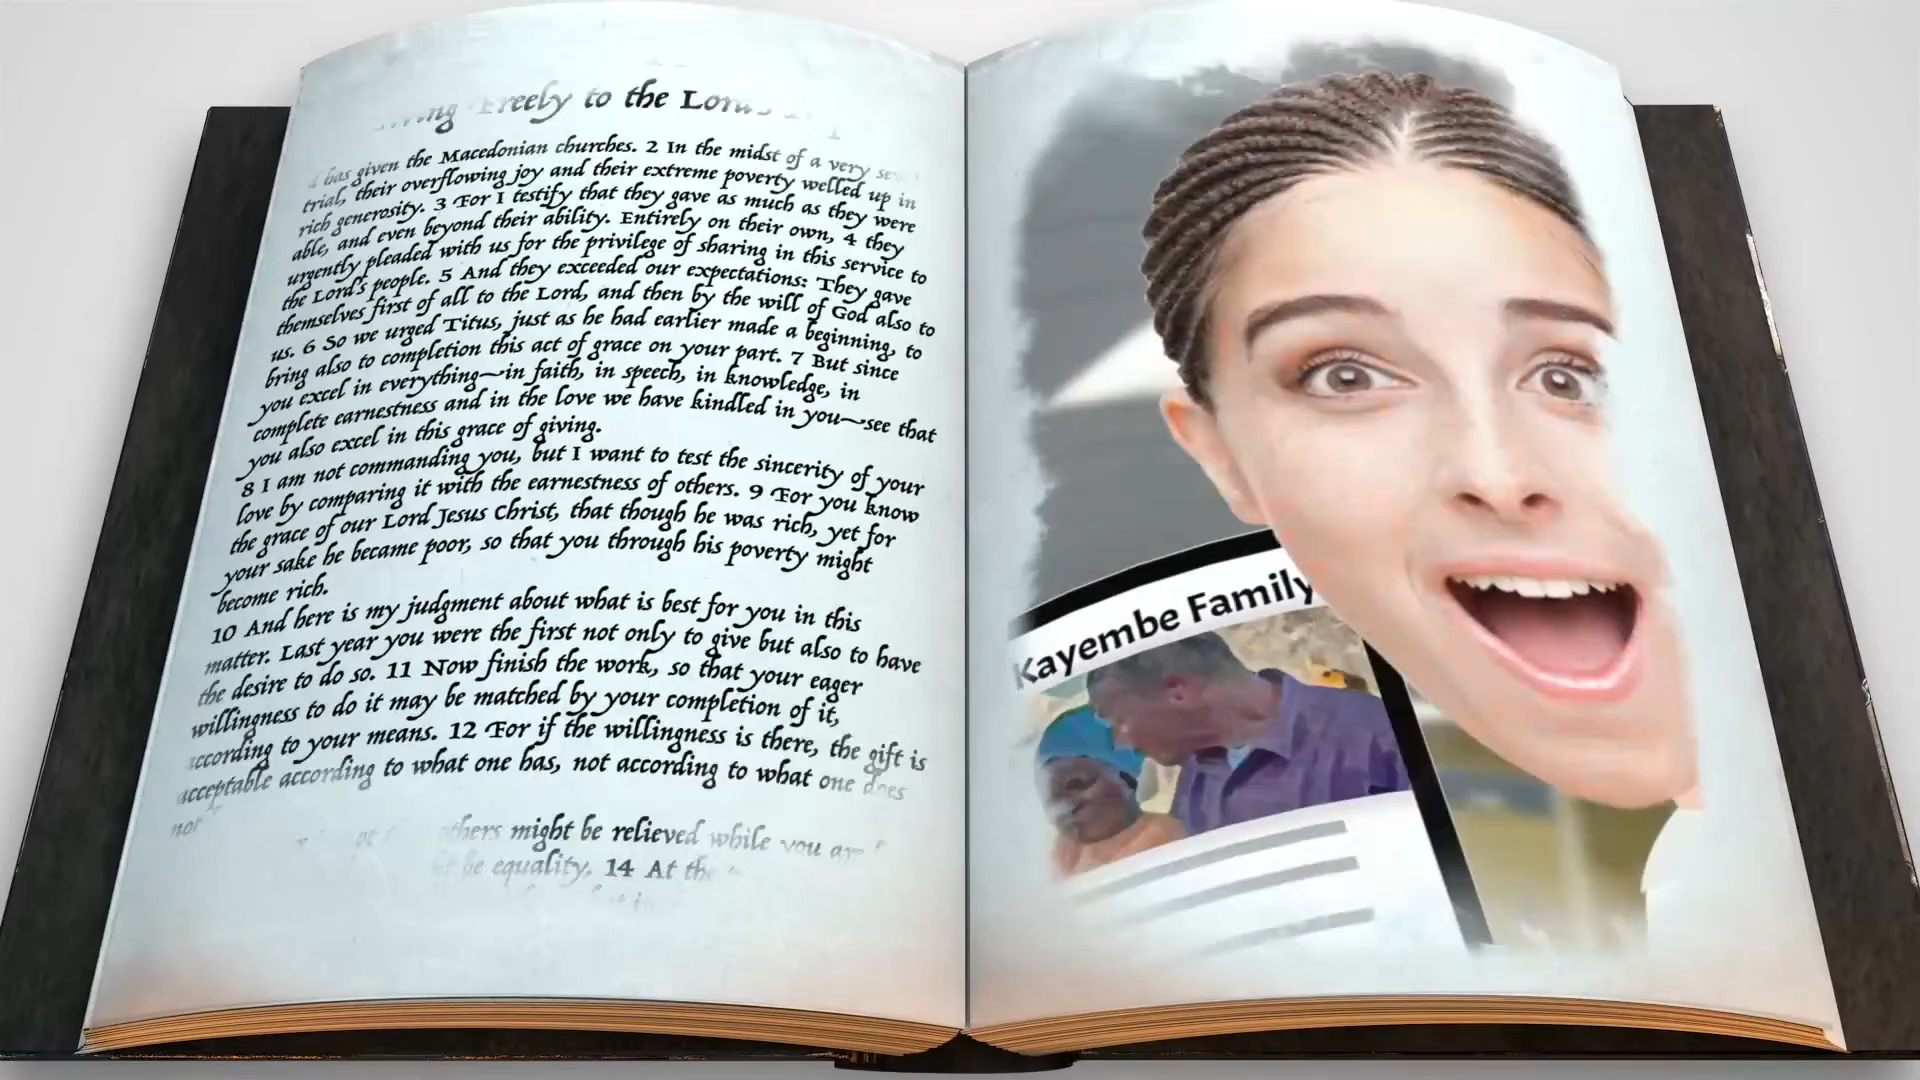 Freely to the Lord's
has given the Macedonian churches. 2 In the midst of a very
trial, their overflowing joy and their extreme poverty welled up in
rich generosity. 3 For I testify that they gave as much as they were
able, and even beyond their ability. Entirely on their own, 4 they
urgently pleaded with us for the privilege of sharing in this service to
the Lord's people. 5 And they exceeded our expectations: They gave
themselves first of all to the Lord, and then by the will of God also to
us. 6 So we urged Titus, just as he had earlier made a beginning, to
bring also to completion this act of grace on your part. 7 But since
you excel in everything—in faith, in speech, in knowledge, in
complete earnestness and in the love we have kindled in you—see that
you also excel in this grace of giving.
8 I am not commanding you, but I want to test the sincerity of your
love by comparing it with the earnestness of others. 9 For you know
the grace of our Lord Jesus Christ, that though he was rich, yet for
your sake he became poor, so that you through his poverty might
become rich.
10 And here is my judgment about what is best for you in this
matter. Last year you were the first not only to give but also to have
the desire to do so. 11 Now finish the work, so that your eager
willingness to do it may be matched by your completion of it,
according to your means. 12 For if the willingness is there, the gift is
acceptable according to what one has, not according to what one does
not
others might be relieved while you are
be equality. 14 At the
Kayembe Family